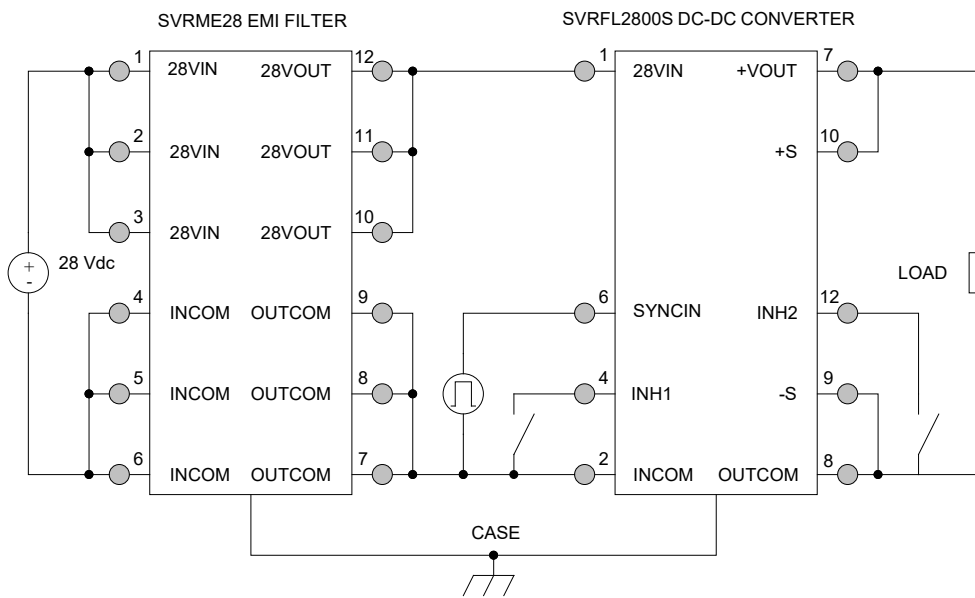 SVRME28 EMI FILTER
SVRFL2800S DC-DC CONVERTER
1 28VIN 28VOUT 12
1 28VIN +VOUT 7
2 28VIN 28VOUT 11
+S 10
3 28VIN 28VOUT 10
+
-
28 Vdc
LOAD
4 INCOM OUTCOM 9
6 SYNCIN INH2 12
5 INCOM OUTCOM 8
4 INH1 -S 9
6 INCOM OUTCOM 7
2 INCOM OUTCOM 8
CASE